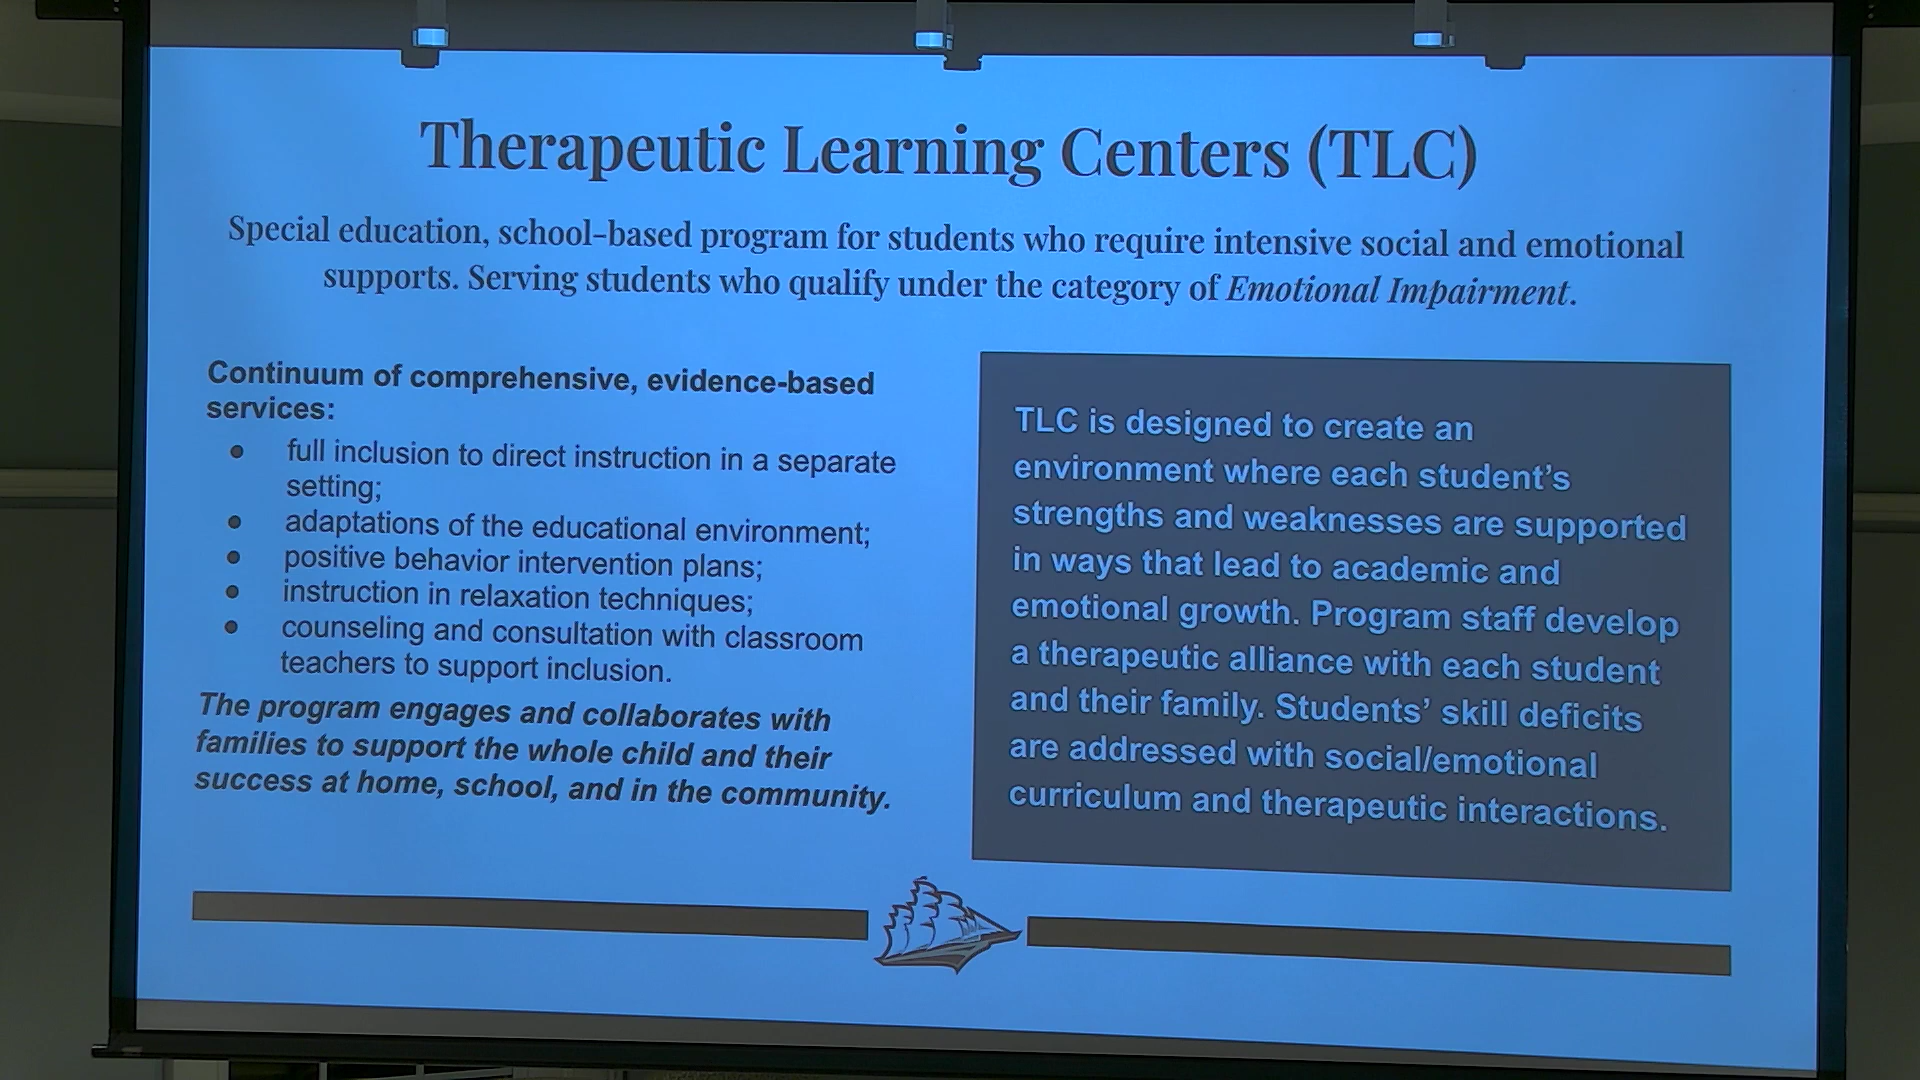 Therapeutic Learning Centers (TLC)
Special education, school-based program for students who require intensive social and emotional
supports. Serving students who qualify under the category of Emotional Impairment.
Continuum of comprehensive, evidence-based
services:
● full inclusion to direct instruction in a separate
setting;
● adaptations of the educational environment;
● positive behavior intervention plans;
● instruction in relaxation techniques;
● counseling and consultation with classroom
teachers to support inclusion.
The program engages and collaborates with
families to support the whole child and their
success at home, school, and in the community.
TLC is designed to create an
environment where each student’s
strengths and weaknesses are supported
in ways that lead to academic and
emotional growth. Program staff develop
a therapeutic alliance with each student
and their family. Students’ skill deficits
are addressed with social/emotional
curriculum and therapeutic interactions.